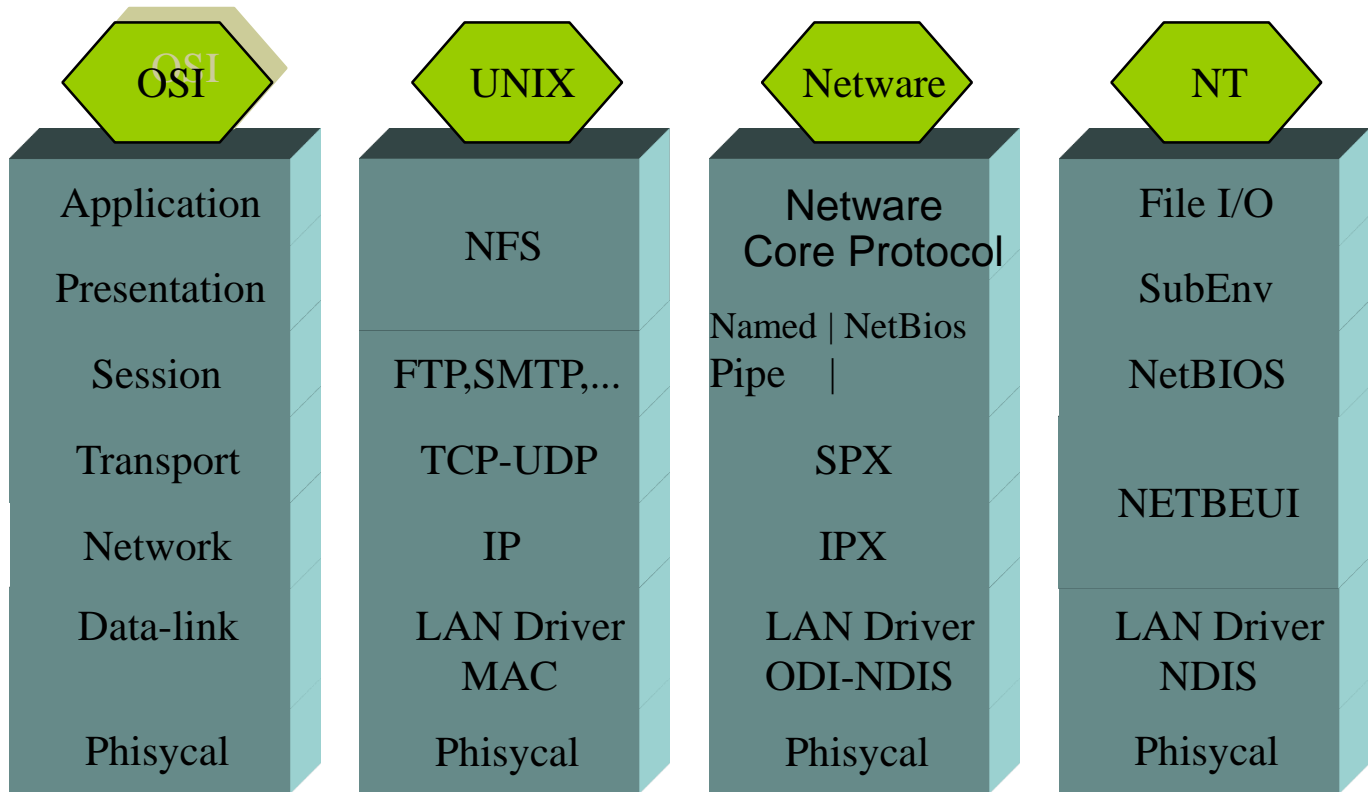 OSI
OSI
Application
Presentation
Session
Transport
Network
Data-link
Phisycal
UNIX
NFS
FTP,SMTP,...
TCP-UDP
IP
LAN Driver
MAC
Phisycal
Netware
Netware
Core Protocol
Named | NetBios
Pipe |
SPX
IPX
LAN Driver
ODI-NDIS
Phisycal
NT
File I/O
SubEnv
NetBIOS
NETBEUI
LAN Driver
NDIS
Phisycal